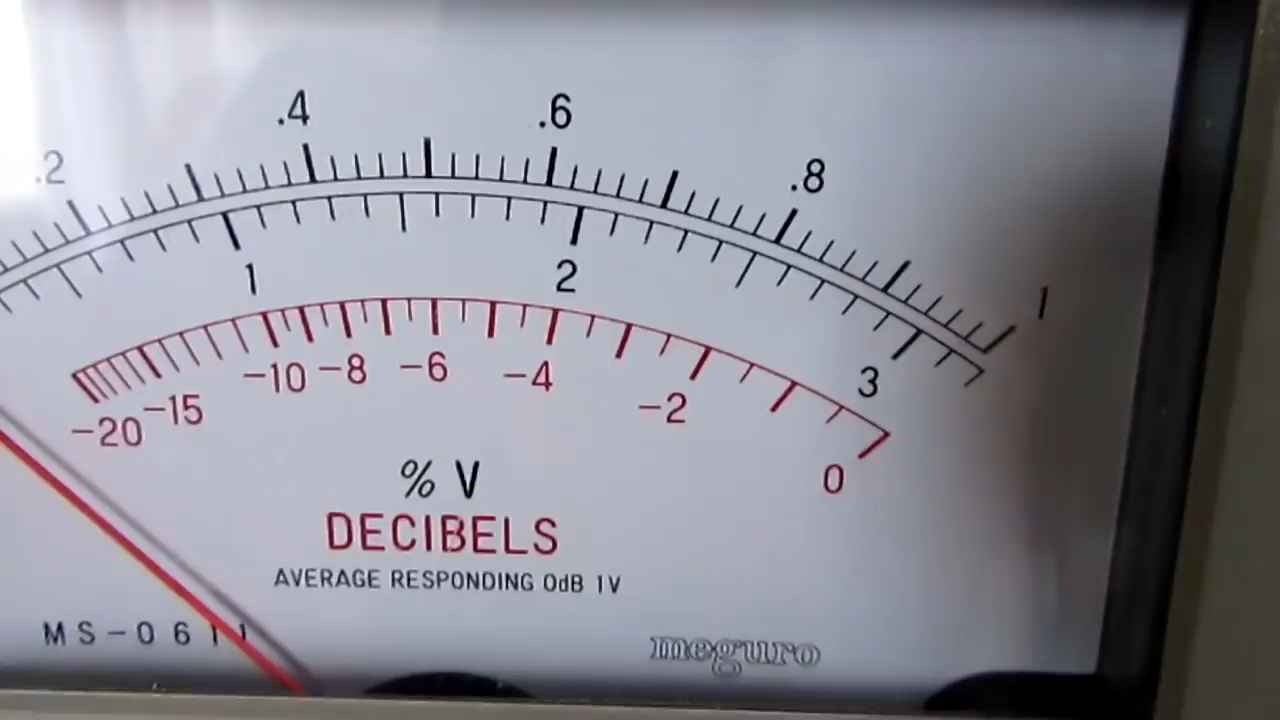 .2 .4 .6 .8 1
1 2 3
-20 -15 -10 -8 -6 -4 -2 0
% V
DECIBELS
AVERAGE RESPONDING 0dB 1V
MS-0611
meguro